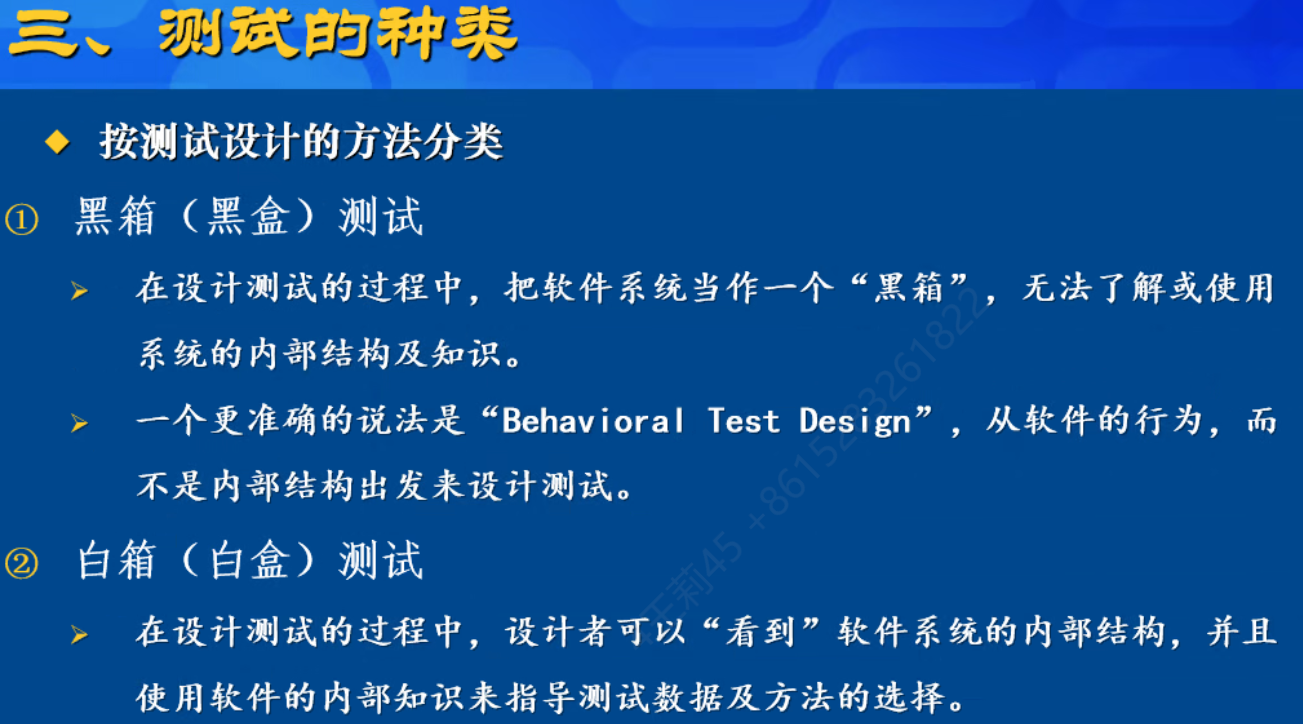 三、测试的种类
按测试设计的方法分类
① 黑箱（黑盒）测试
在设计测试的过程中，把软件系统当作一个“黑箱”，无法了解或使用
系统的内部结构及知识。
一个更准确的说法是“Behavioral Test Design”，从软件的行为，而
不是内部结构出发来设计测试。
② 白箱（白盒）测试
在设计测试的过程中，设计者可以“看到”软件系统的内部结构，并且
使用软件的内部知识来指导测试数据及方法的选择。